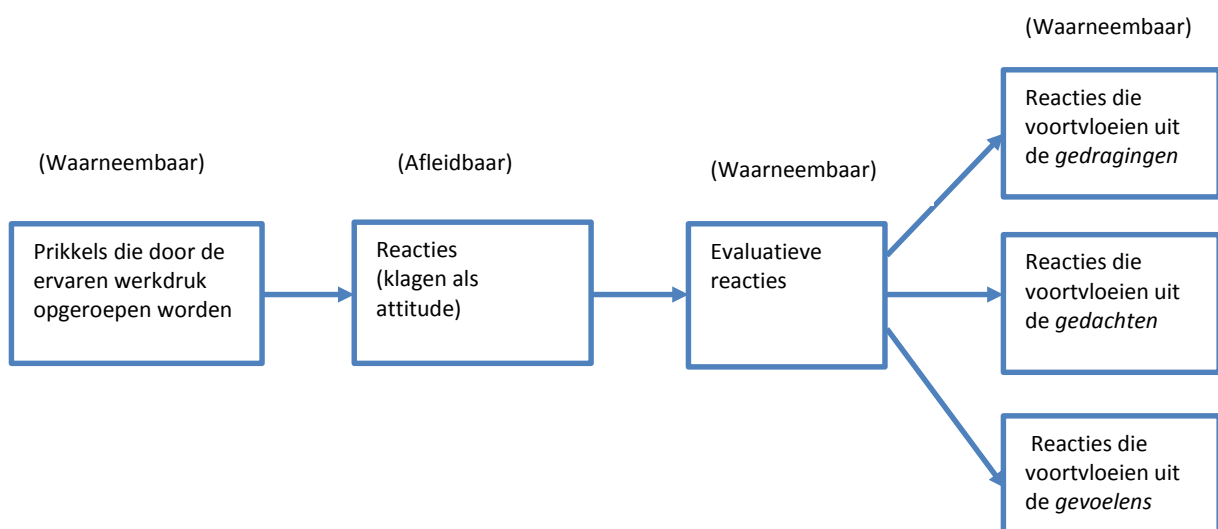 (Waarneembaar)
Prikkels die door de
ervaren werkdruk
opgeroepen worden
(Afleidbaar)
Reacties
(klagen als
attitude)
(Waarneembaar)
Evaluatieve
reacties
(Waarneembaar)
Reacties die
voortvloeien uit
de gedragingen
Reacties die
voortvloeien uit
de gedachten
Reacties die
voortvloeien uit
de gevoelens